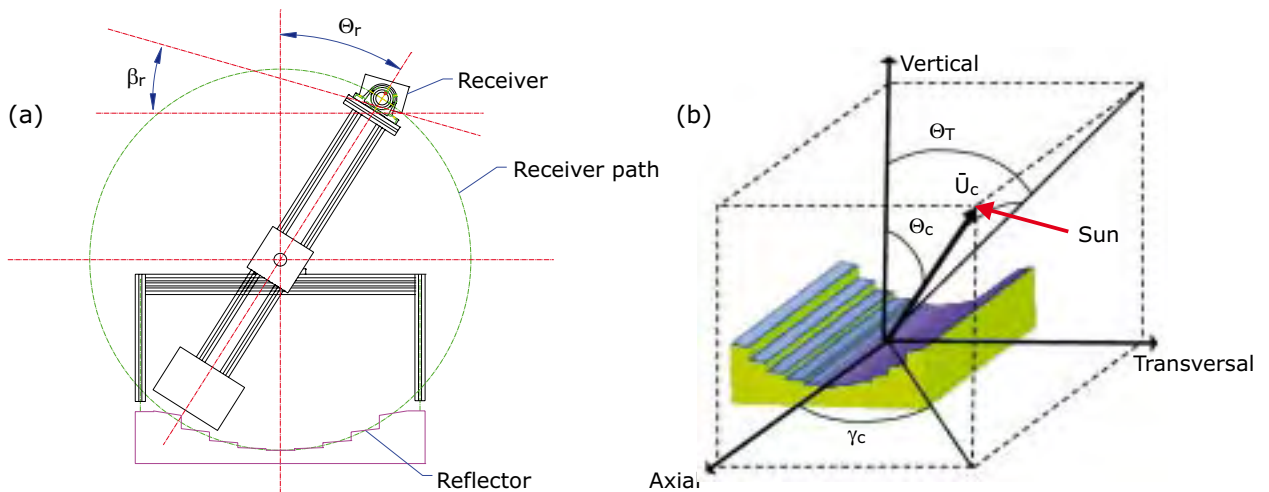 (a)
Θr
βr
Receiver
Receiver path
Reflector
(b)
Vertical
ΘT
Ūc
Θc
Sun
Transversal
γc
Axial